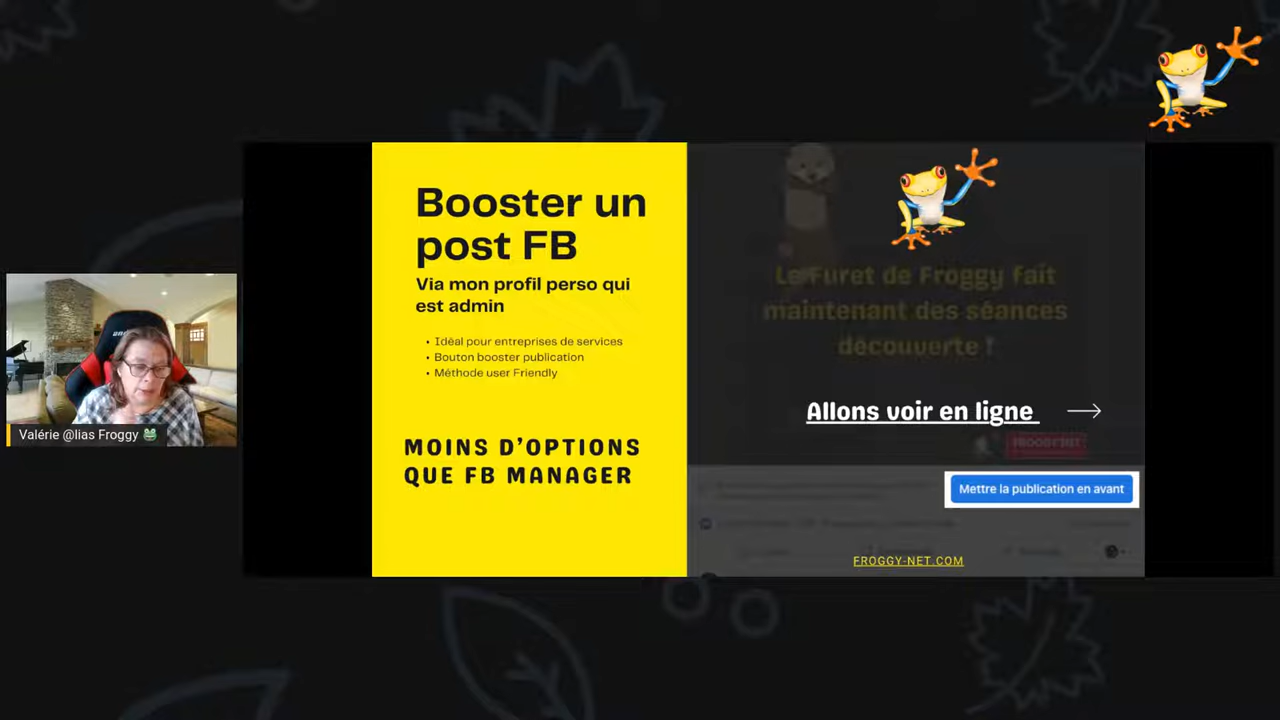 Booster un
post FB
Via mon profil perso qui
est admin
• Idéal pour entreprises de services
• Bouton booster publication
• Méthode user Friendly
MOINS D'OPTIONS
QUE FB MANAGER
Le Furet de Froggy fait
maintenant des séances
découverte !
Allons voir en ligne
Mettre la publication en avant
FROGGY-NET.COM
Valérie @lias Froggy 🐸